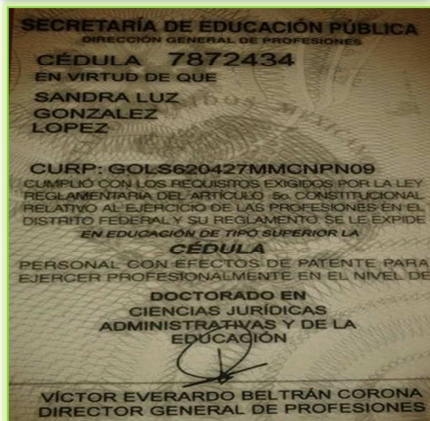 SECRETARÍA DE EDUCACIÓN PÚBLICA
DIRECCIÓN GENERAL DE PROFESIONES
CÉDULA 7872434
EN VIRTUD DE QUE
SANDRA LUZ
GONZALEZ
LOPEZ
CURP: GOLS620427MMCNPN09
CUMPLIÓ CON LOS REQUISITOS EXIGIDOS POR LA LEY
REGLAMENTARIA DEL ARTÍCULO 5o. CONSTITUCIONAL
RELATIVO AL EJERCICIO DE LAS PROFESIONES EN EL
DISTRITO FEDERAL Y SU REGLAMENTO SE LE EXPIDE
EN EDUCACIÓN DE TIPO SUPERIOR LA
CÉDULA
PERSONAL CON EFECTOS DE PATENTE PARA
EJERCER PROFESIONALMENTE EN EL NIVEL DE
DOCTORADO EN
CIENCIAS JURÍDICAS
ADMINISTRATIVAS Y DE LA
EDUCACIÓN
VÍCTOR EVERARDO BELTRÁN CORONA
DIRECTOR GENERAL DE PROFESIONES